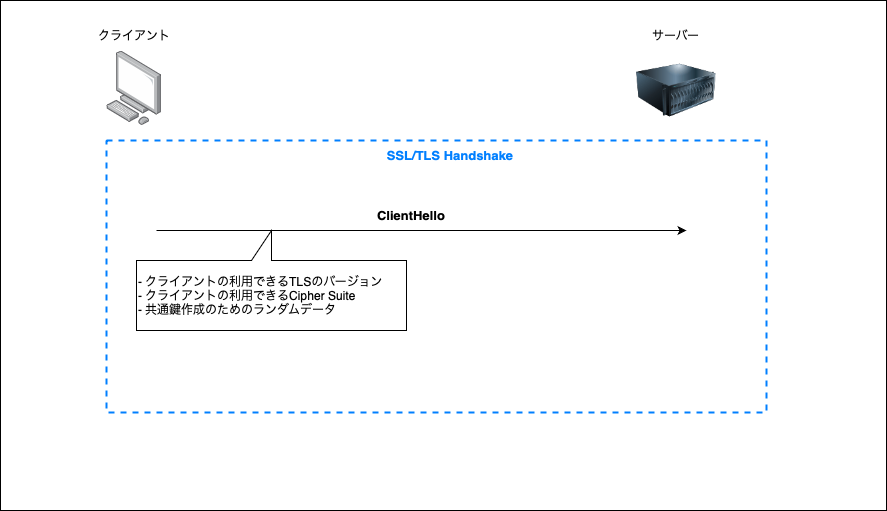 クライアント
サーバー
SSL/TLS Handshake
ClientHello
- クライアントの利用できるTLSのバージョン
- クライアントの利用できるCipher Suite
- 共通鍵作成のためのランダムデータ